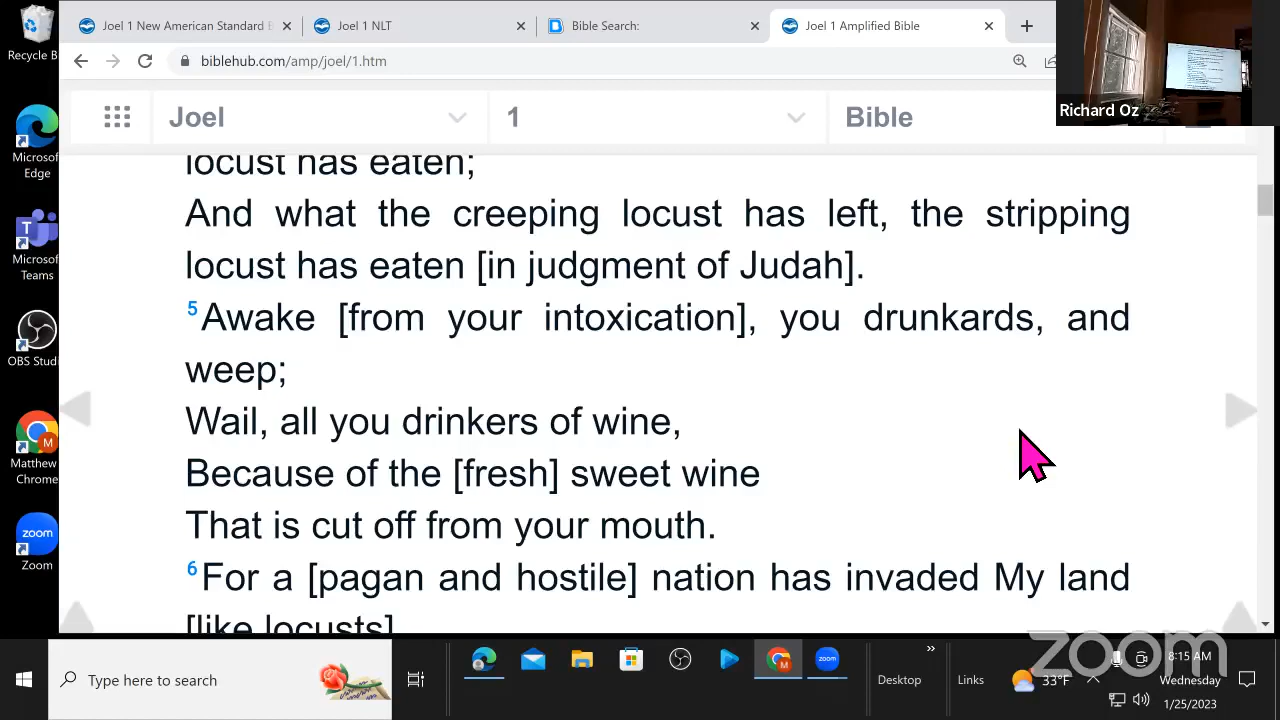 Recycle B
Joel 1 New American Standard B
Joel 1 NLT
Bible Search:
Joel 1 Amplified Bible
biblehub.com/amp/joel/1.htm
Richard Oz
Joel
1
Bible
locust has eaten;
And what the creeping locust has left, the stripping
locust has eaten [in judgment of Judah].
5Awake [from your intoxication], you drunkards, and
weep;
Wail, all you drinkers of wine,
Because of the [fresh] sweet wine
That is cut off from your mouth.
6For a [pagan and hostile] nation has invaded My land
[like locusts]
Microsof
Edge
Microsof
Teams
OBS Studi
Matthew
Chrome
zoom
Zoom
Type here to search
zoom
Desktop
»
Links
33°F
zoom
8:15 AM
Wednesday
1/25/2023